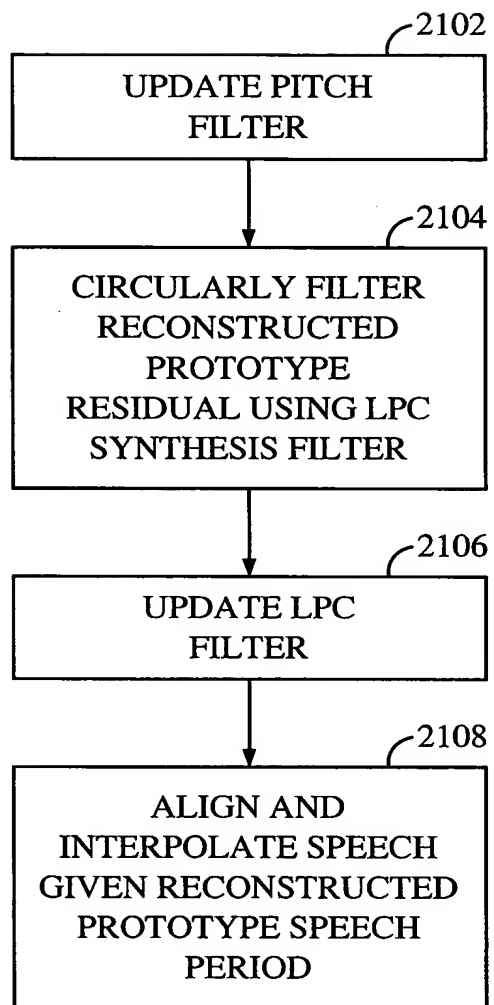 2102
UPDATE PITCH
FILTER
2104
CIRCULARLY FILTER
RECONSTRUCTED
PROTOTYPE
RESIDUAL USING LPC
SYNTHESIS FILTER
2106
UPDATE LPC
FILTER
2108
ALIGN AND
INTERPOLATE SPEECH
GIVEN RECONSTRUCTED
PROTOTYPE SPEECH
PERIOD